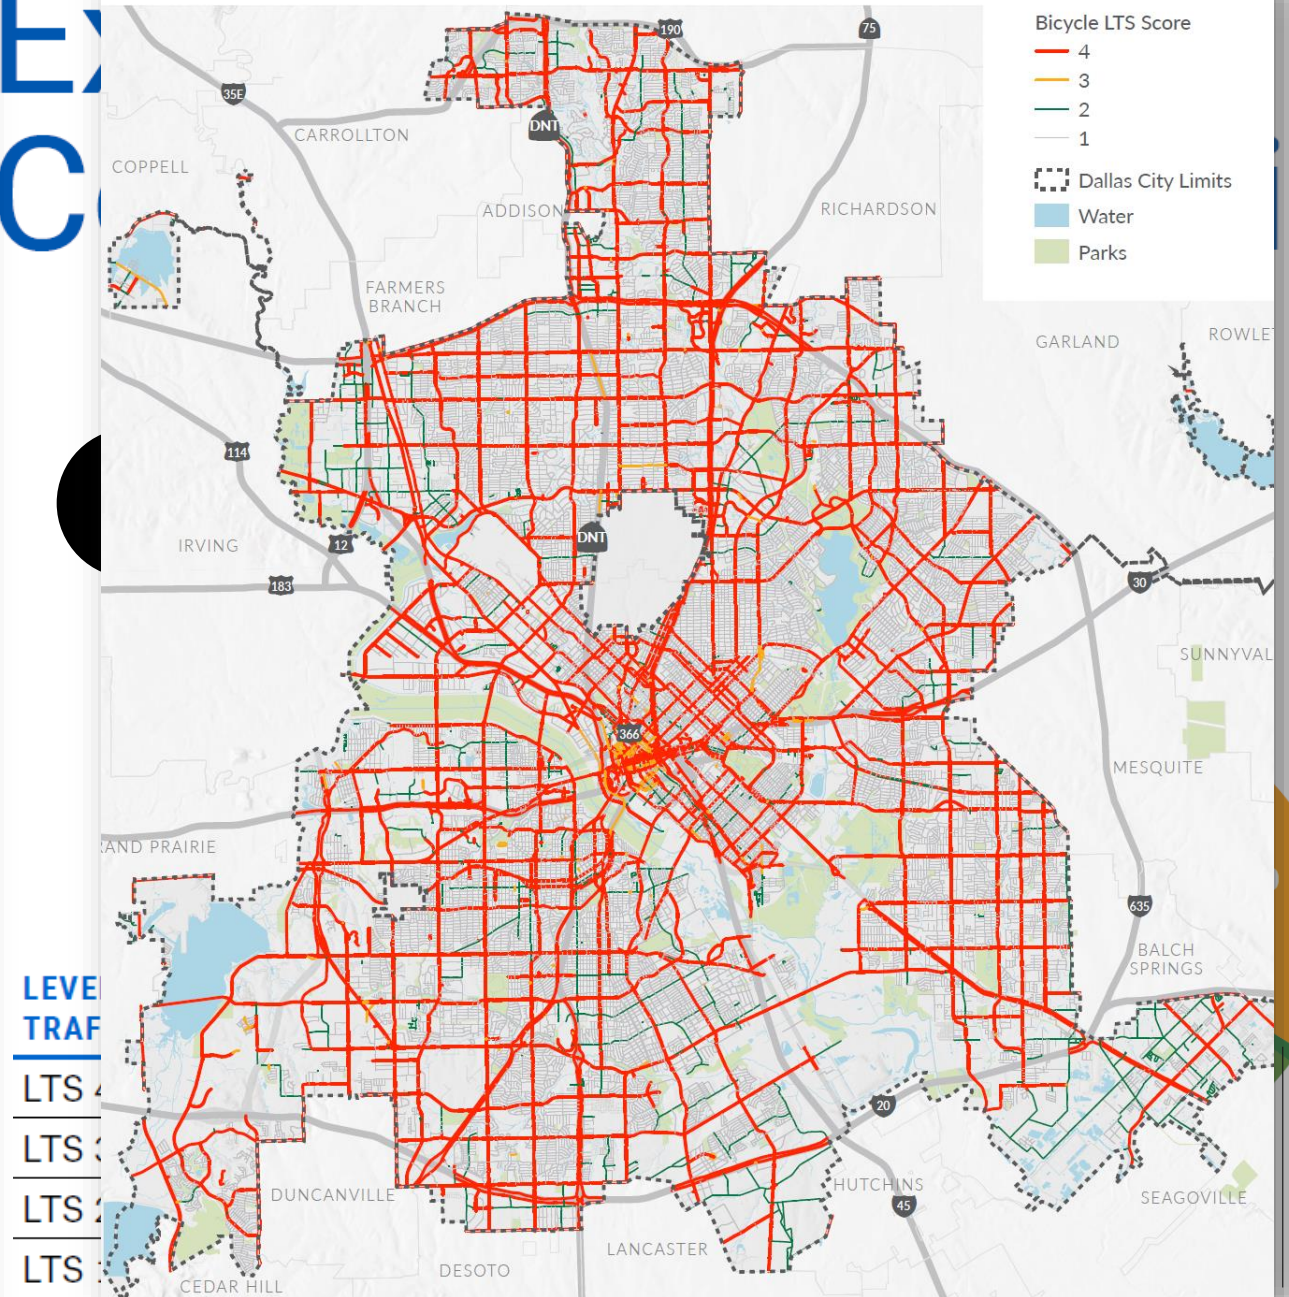 Bicycle LTS Score
4
3
2
1
Dallas City Limits
Water
Parks
190
75
35E
CARROLLTON
DNT
COPPELL
ADDISON
RICHARDSON
FARMERS
BRANCH
GARLAND
114
IRVING
12
DNT
183
30
366
MESQUITE
635
BALCH
SPRINGS
LTS
LTS
LTS
LTS
20
HUTCHINS
45
DUNCANVILLE
SEAGOVILLE
LANCASTER
DESOTO
CEDAR HILL